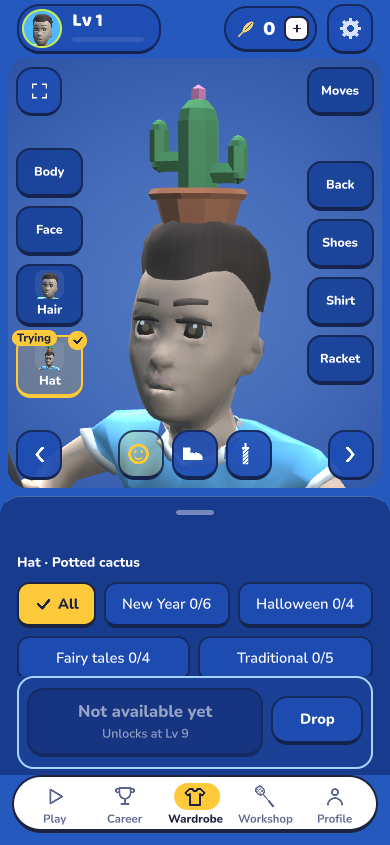 Lv 1
0
+
Moves
Body
Back
Face
Shoes
Hair
Shirt
Trying
Hat
Racket
Hat · Potted cactus
All
New Year 0/6
Halloween 0/4
Fairy tales 0/4
Traditional 0/5
Not available yet
Unlocks at Lv 9
Drop
Play
Career
Wardrobe
Workshop
Profile